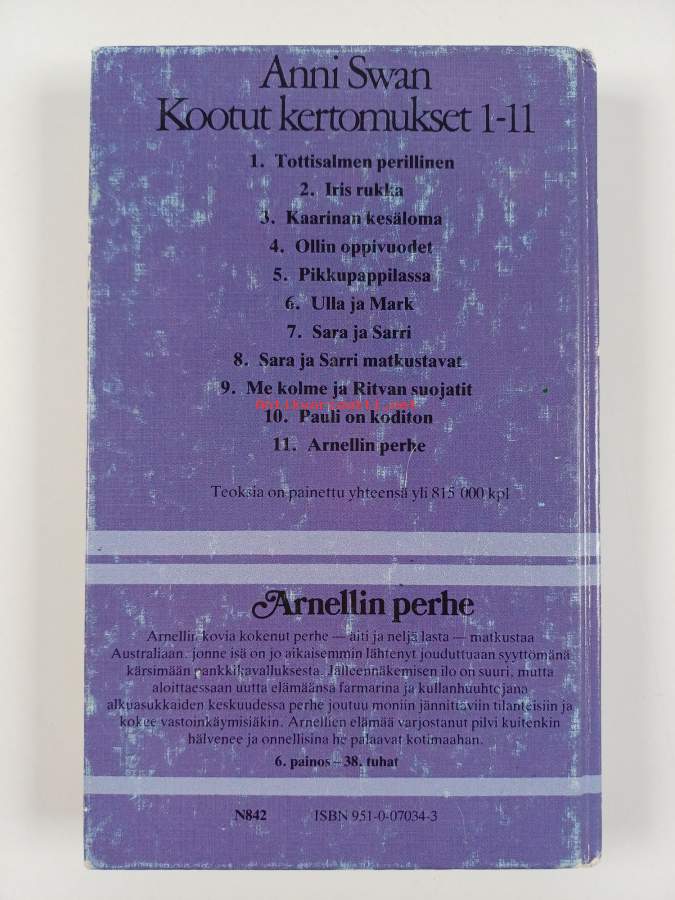 Anni Swan
Kootut kertomukset 1-11
1. Tottisalmen perillinen
2. Iris rukka
3. Kaarinan kesäloma
4. Ollin oppivuodet
5. Pikkupappilassa
6. Ulla ja Mark
7. Sara ja Sarri
8. Sara ja Sarri matkustavat
9. Me kolme ja Ritvan suojatit
Antikvariaatti.net
10. Pauli on koditon
11. Arnellin perhe
Teoksia on painettu yhteensä yli 815 000 kpl
Arnellin perhe
Arnellin kovia kokenut perhe — äiti ja neljä lasta — matkustaa
Australiaan, jonne isä on jo aikaisemmin lähtenyt jouduttuaan syyttömänä
kärsimään pankkikavalluksesta. Jälleennäkemisen ilo on suuri, mutta
aloittaessaan uutta elämäänsä farmarina ja kullanhuuhtojana
alkuasukkaiden keskuudessa perhe joutuu moniin jännittäviin tilanteisiin ja
kokee vastoinkäymisiäkin. Arnellien elämää varjostanut pilvi kuitenkin
hälvenee ja onnellisina he palaavat kotimaahan.
6. painos – 38. tuhat
N842 ISBN 951-0-07034-3